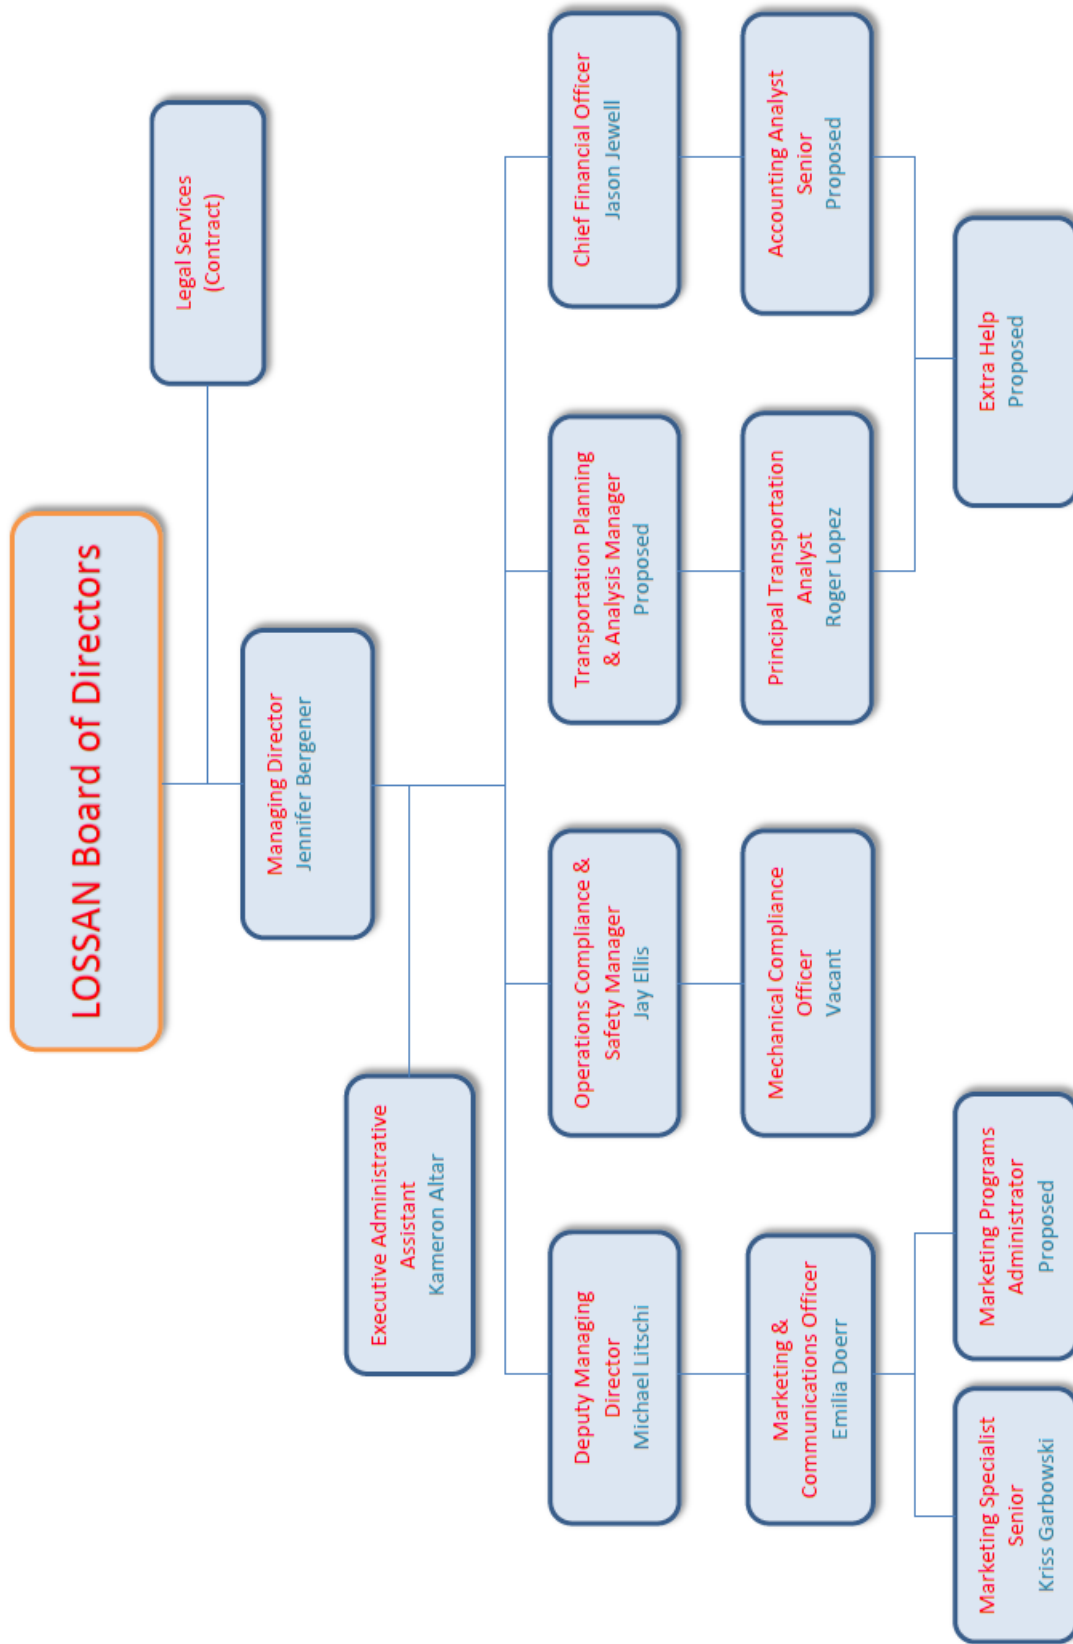 LOSSAN Board of Directors
Legal Services
(Contract)
Managing Director
Jennifer Bergener
Executive Administrative
Assistant
Kameron Altar
Deputy Managing
Director
Michael Litschi
Operations Compliance &
Safety Manager
Jay Ellis
Transportation Planning
& Analysis Manager
Proposed
Chief Financial Officer
Jason Jewell
Marketing &
Communications Officer
Emilia Doerr
Mechanical Compliance
Officer
Vacant
Principal Transportation
Analyst
Roger Lopez
Accounting Analyst
Senior
Proposed
Marketing Specialist
Senior
Kriss Garbowski
Marketing Programs
Administrator
Proposed
Extra Help
Proposed